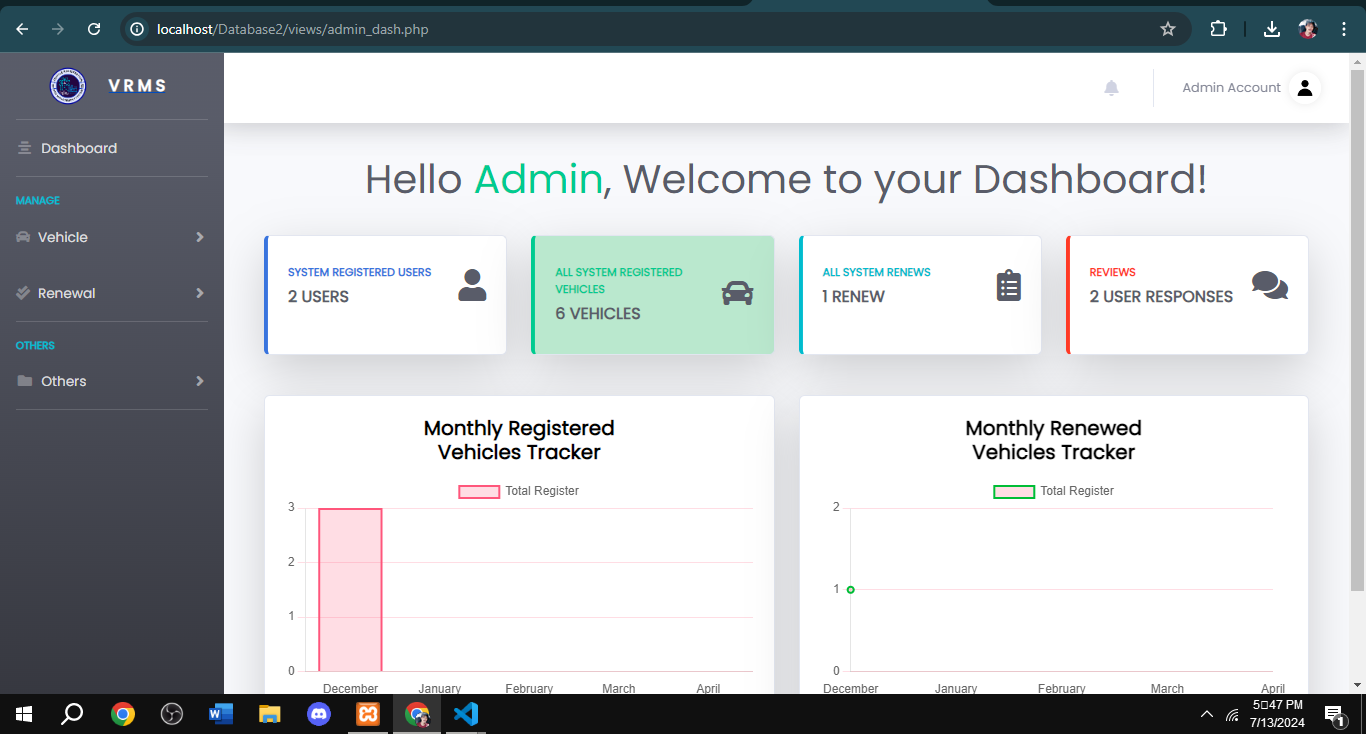 localhost/Database2/views/admin_dash.php
VRMS
Admin Account
Dashboard
Hello Admin, Welcome to your Dashboard!
MANAGE
Vehicle
Renewal
OTHERS
Others
SYSTEM REGISTERED USERS
2 USERS
ALL SYSTEM REGISTERED
VEHICLES
6 VEHICLES
ALL SYSTEM RENEWS
1 RENEW
REVIEWS
2 USER RESPONSES
Monthly Registered
Vehicles Tracker
Total Register
3
2
1
0
December January February March April
Monthly Renewed
Vehicles Tracker
Total Register
2
1
0
December January February March April
5:47 PM
7/13/2024
1